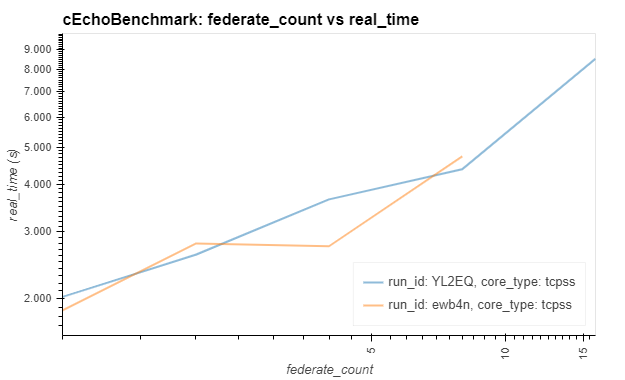 cEchoBenchmark: federate_count vs real_time
9.000
8.000
7.000
6.000
5.000
4.000
3.000
2.000
real_time (s)
run_id: YL2EQ, core_type: tcpss
run_id: ewb4n, core_type: tcpss
5
10
15
federate_count